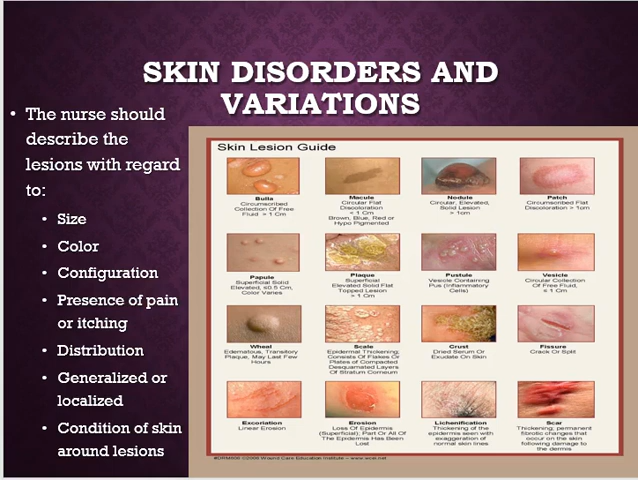 SKIN DISORDERS AND
VARIATIONS
• The nurse should
describe the
lesions with regard
to:
• Size
• Color
• Configuration
• Presence of pain
or itching
• Distribution
• Generalized or
localized
• Condition of skin
around lesions
Skin Lesion Guide
Bulla
Circumscribed
Collection Of Free
Fluid > 1 Cm
Macule
Circular Flat
Discoloration
< 1 Cm
Brown, Blue, Red or
Hypo Pigmented
Nodule
Circular, Elevated,
Solid Lesion
> 1cm
Patch
Circumscribed Flat
Discoloration > 1cm
Papule
Superficial Solid
Elevated, ≤0.5 Cm,
Color Varies
Plaque
Superficial
Elevated Solid Flat
Topped Lesion
> 1 Cm
Pustule
Vesicle Containing
Pus (Inflammatory
Cells)
Vesicle
Circular Collection
Of Free Fluid,
≤ 1 Cm
Wheal
Edematous, Transitory
Plaque, May Last Few
Hours
Scale
Epidermal Thickening;
Consists Of Flakes Or
Plates of Compacted
Desquamated Layers
Of Stratum Corneum
Crust
Dried Serum Or
Exudate On Skin
Fissure
Crack Or Split
Excoriation
Linear Erosion
Erosion
Loss Of Epidermis
(Superficial); Part Or All Of
The Epidermis Has Been
Lost
Lichenification
Thickening of the
epidermis seen with
exaggeration of
normal skin lines
Scar
Thickening, permanent
fibrotic changes that
occur on the skin
following damage to
the dermis
©2006 Wound Care Education Institute – www.wcei.net